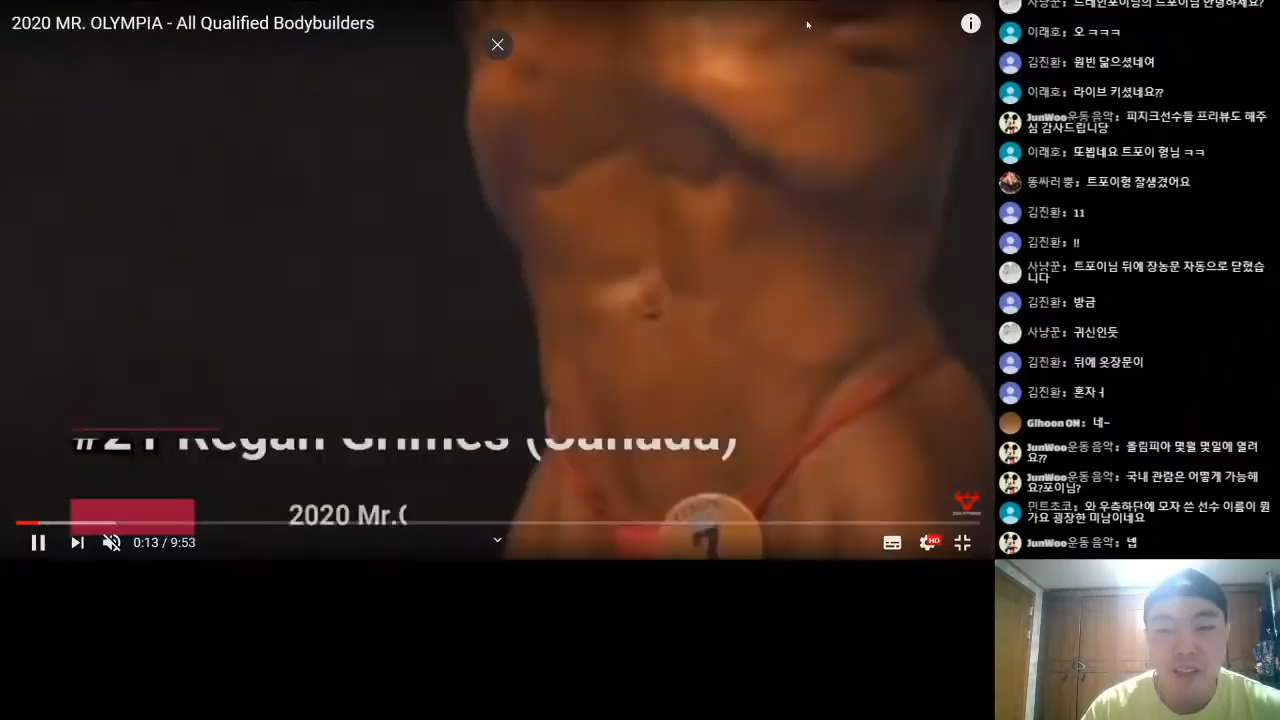 2020 MR. OLYMPIA - All Qualified Bodybuilders
#21 Regan Grimes (Canada)
2020 Mr.(
7
0:13 / 9:53
HD
이래호: 오 ㅋㅋㅋ
김진환: 원빈 닮으셨네여
이래호: 라이브 키셨네요??
JunWoo운동 음악: 피지크선수들 프리뷰도 해주
심 감사드립니당
이래호: 또뵙네요 트포이 형님 ㅋㅋ
똥싸러 뿡: 트포이형 잘생겼어요
김진환: 11
김진환: !!
사냥꾼: 트포이님 뒤에 장농문 자동으로 닫혔습
니다
김진환: 방금
사냥꾼: 귀신인듯
김진환: 뒤에 옷장문이
김진환: 혼자ㅓ
Gihoon ON: 네~
JunWoo운동 음악: 올림피아 몇월 몇일에 열려
요??
JunWoo운동 음악: 국내 관람은 어떻게 가능해
요?포이님?
민트초코: 와 우측하단에 모자 쓴 선수 이름이 뭔
가요 굉장한 미남이네요
JunWoo운동 음악: 넵